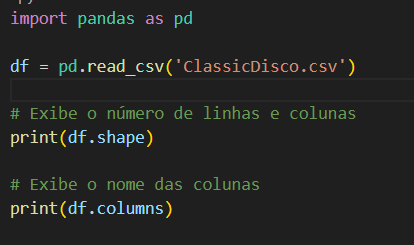 import pandas as pd
df = pd.read_csv('ClassicDisco.csv')
# Exibe o número de linhas e colunas
print(df.shape)
# Exibe o nome das colunas
print(df.columns)